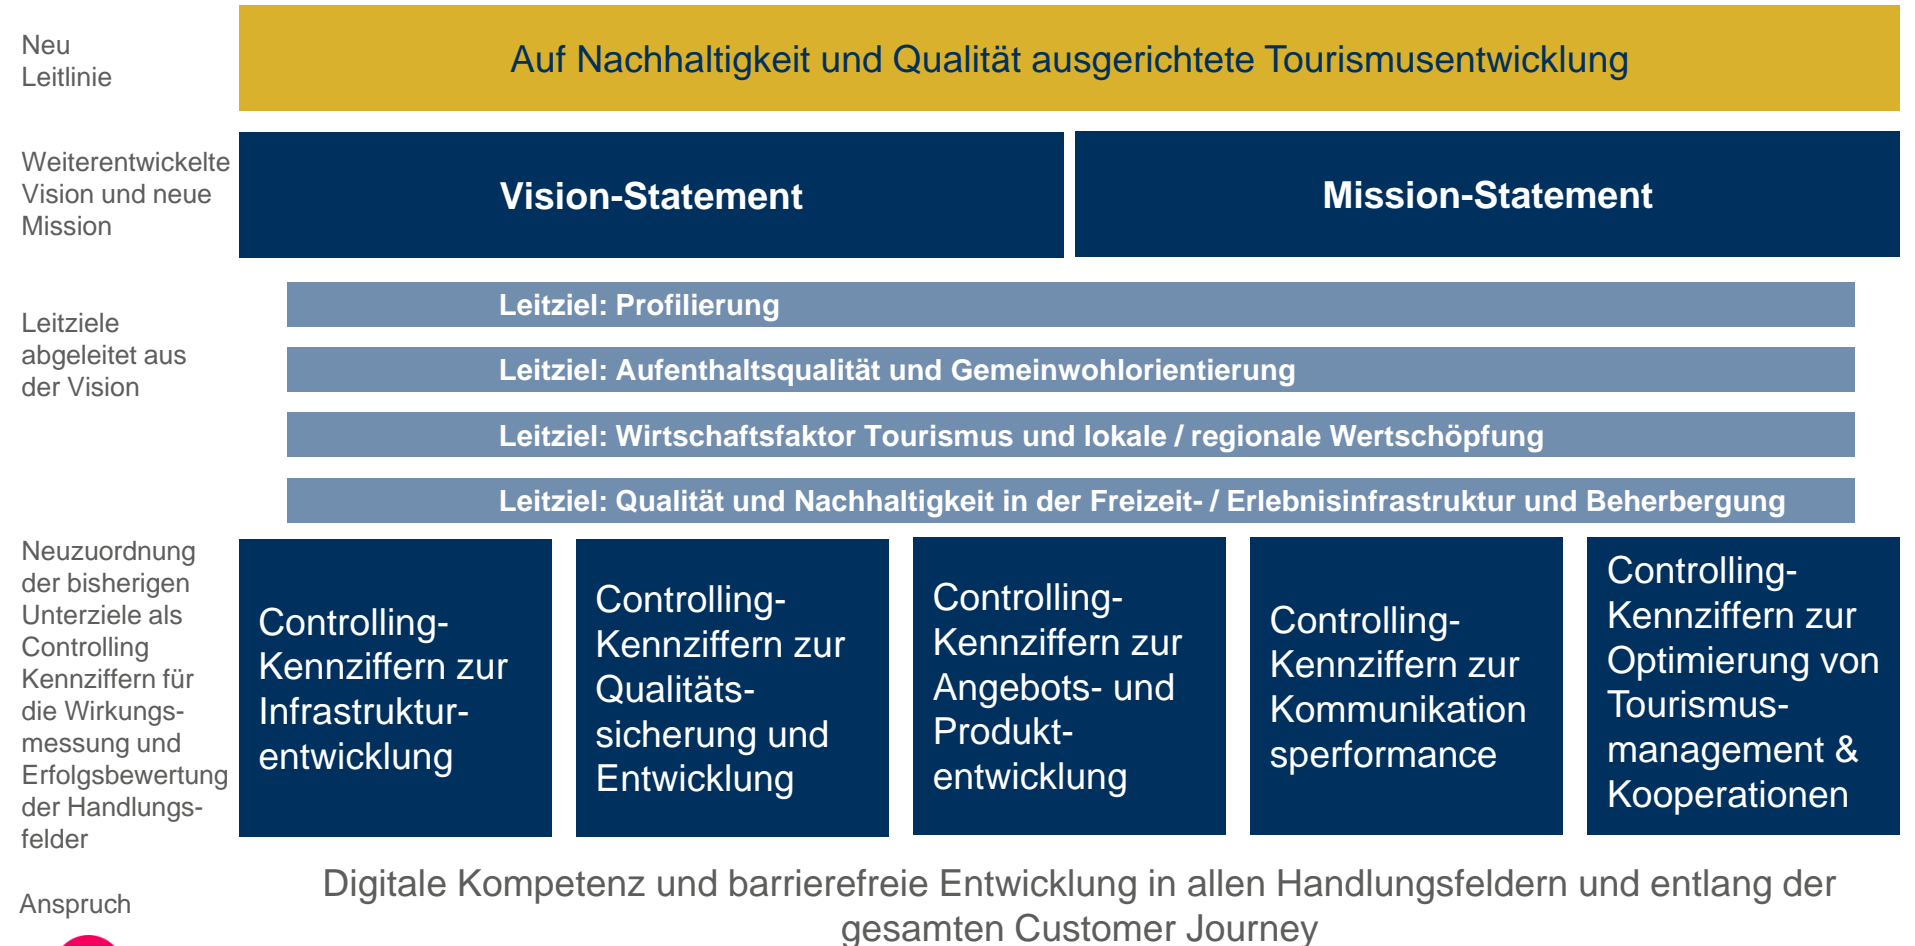 Neu
Leitlinie
Auf Nachhaltigkeit und Qualität ausgerichtete Tourismusentwicklung
Weiterentwickelte
Vision und neue
Mission
Vision-Statement
Mission-Statement
Leitziele
abgeleitet aus
der Vision
Leitziel: Profilierung
Leitziel: Aufenthaltsqualität und Gemeinwohlorientierung
Leitziel: Wirtschaftsfaktor Tourismus und lokale / regionale Wertschöpfung
Leitziel: Qualität und Nachhaltigkeit in der Freizeit- / Erlebnisinfrastruktur und Beherbergung
Neuzuordnung
der bisherigen
Unterziele als
Controlling
Kennziffern für
die Wirkungs-
messung und
Erfolgsbewertung
der Handlungs-
felder
Controlling-
Kennziffern zur
Infrastruktur-
entwicklung
Controlling-
Kennziffern zur
Qualitäts-
sicherung und
Entwicklung
Controlling-
Kennziffern zur
Angebots- und
Produkt-
entwicklung
Controlling-
Kennziffern zur
Kommunikation
sperformance
Controlling-
Kennziffern zur
Optimierung von
Tourismus-
management &
Kooperationen
Anspruch
Digitale Kompetenz und barrierefreie Entwicklung in allen Handlungsfeldern und entlang der
gesamten Customer Journey